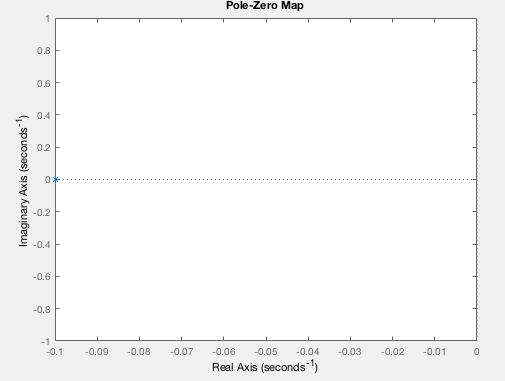 Pole-Zero Map
1
0.8
0.6
0.4
0.2
0
-0.2
-0.4
-0.6
-0.8
-1
Imaginary Axis (seconds⁻¹)
-0.1 -0.09 -0.08 -0.07 -0.06 -0.05 -0.04 -0.03 -0.02 -0.01 0
Real Axis (seconds⁻¹)